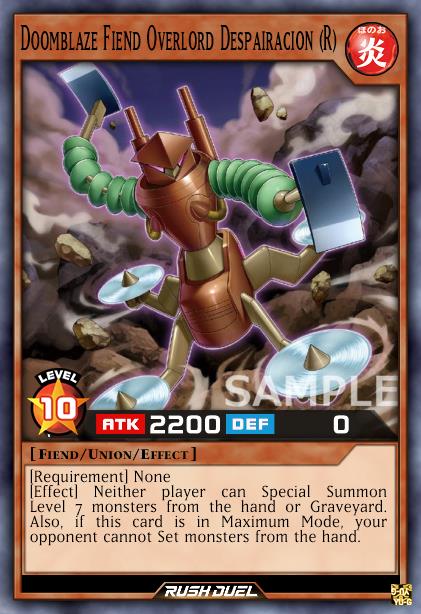 Doomblaze Fiend Overlord Despairacion (R)
ほのお
炎
SAMPLE
LEVEL
10
ATK 2200 DEF 0
[Fiend/Union/Effect]
[Requirement] None
[Effect] Neither player can Special Summon
Level 7 monsters from the hand or Graveyard.
Also, if this card is in Maximum Mode, your
opponent cannot Set monsters from the hand.
RUSH DUEL